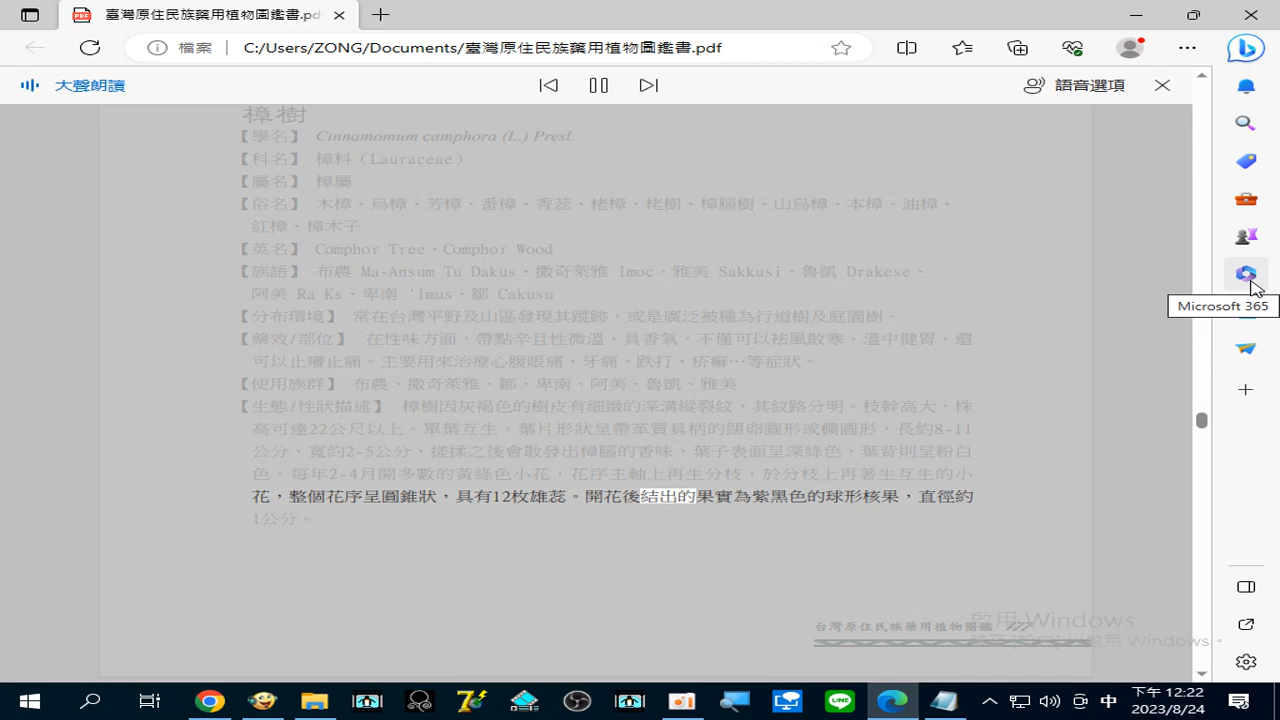 臺灣原住民族藥用植物圖鑑書.pdf
檔案
C:/Users/ZONG/Documents/臺灣原住民族藥用植物圖鑑書.pdf
大聲朗讀
語音選項
樟樹
【學名】 Cinnamomum camphora (L.) Presl.
【科名】 樟科（Lauraceae）
【屬名】 樟屬
【俗名】 木樟、烏樟、芳樟、番樟、香蕊、栳樟、栳樹、樟腦樹、山烏樟、本樟、油樟、
紅樟、樟木子
【英名】 Comphor Tree、Comphor Wood
【族語】 布農 Ma-Ansum Tu Dakus、撒奇萊雅 Imoc、雅美 Sakkusi、魯凱 Drakese、
阿美 Ra Ks、卑南 'Imus、鄒 Cakusu
【分布環境】 常在台灣平野及山區發現其蹤跡，或是廣泛被種為行道樹及庭園樹。
【藥效/部位】 在性味方面，帶點辛且性微溫，具香氣，不僅可以袪風散寒、溫中健胃，還
可以止癢止痛。主要用來治療心腹脹痛、牙痛、跌打、疥癬…等症狀。
【使用族群】 布農、撒奇萊雅、鄒、卑南、阿美、魯凱、雅美
【生態/性狀描述】 樟樹因灰褐色的樹皮有細緻的深溝縱裂紋，其紋路分明。枝幹高大，株
高可達22公尺以上。單葉互生，葉片形狀呈帶革質具柄的闊卵圓形或橢圓形，長約8-11
公分、寬約2-5公分，搓揉之後會散發出樟腦的香味，葉子表面呈深綠色，葉背則呈粉白
色。每年2-4月開多數的黃綠色小花，花序主軸上再生分枝，於分枝上再著生互生的小
花，整個花序呈圓錐狀，具有12枚雄蕊。開花後結出的果實為紫黑色的球形核果，直徑約
1公分。
台灣原住民族藥用植物圖鑑
啟用 Windows
Microsoft 365
中
下午 12:22
2023/8/24
LINE